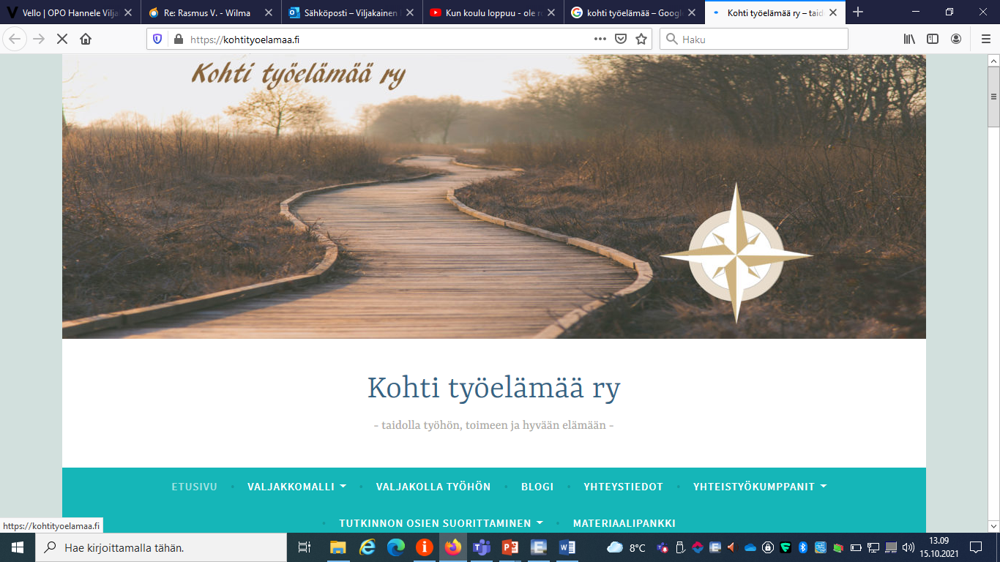 Vello | OPO Hannele Vilja
Re: Rasmus V. - Wilma
Sähköposti – Viljakainen
Kun koulu loppuu - ole ro
kohti työelämää – Google
Kohti työelämää ry – taid
https://kohtityoelamaa.fi
Haku
Kohti työelämää ry
Kohti työelämää ry
- taidolla työhön, toimeen ja hyvään elämään -
ETUSIVU VALJAKKOMALLI VALJAKOLLA TYÖHÖN BLOGI YHTEYSTIEDOT YHTEISTYÖKUMPPANIT
TUTKINNON OSIEN SUORITTAMINEN MATERIAALIPANKKI
https://kohtityoelamaa.fi
Hae kirjoittamalla tähän.
8°C
13.09
15.10.2021